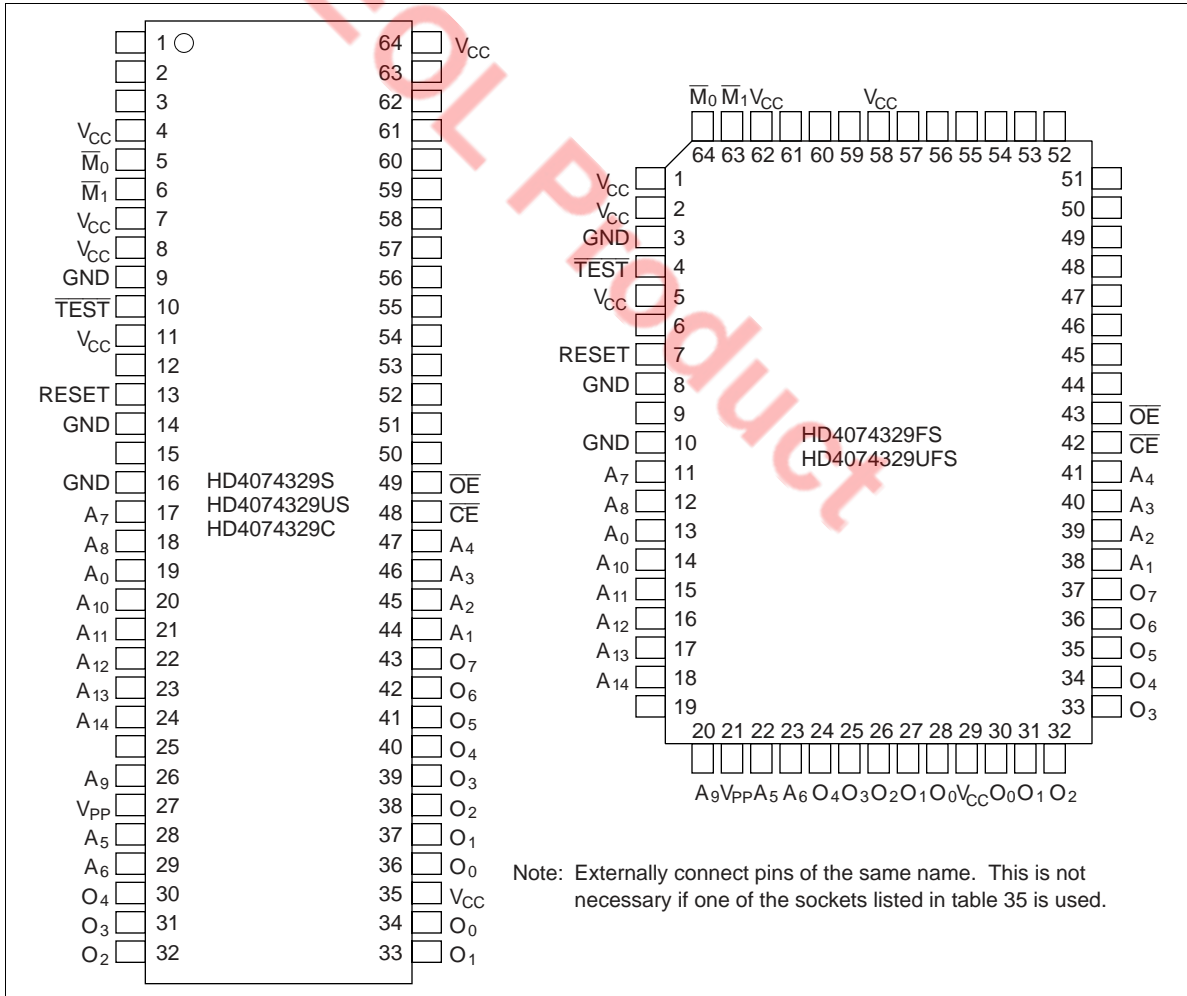 EOL Product
1 64 VCC
2 63
3 62
VCC 4 61
M̅0 5 60
M̅1 6 59
VCC 7 58
VCC 8 57
GND 9 56
T̅E̅S̅T̅ 10 55
VCC 11 54
12 53
RESET 13 52
GND 14 51
15 50
GND 16 HD4074329S 49 O̅E̅
A7 17 HD4074329US 48 C̅E̅
HD4074329C
A8 18 47 A4
A0 19 46 A3
A10 20 45 A2
A11 21 44 A1
A12 22 43 O7
A13 23 42 O6
A14 24 41 O5
25 40 O4
A9 26 39 O3
VPP 27 38 O2
A5 28 37 O1
A6 29 36 O0
O4 30 35 VCC
O3 31 34 O0
O2 32 33 O1
M̅0 M̅1 VCC VCC
64 63 62 61 60 59 58 57 56 55 54 53 52
VCC 1 51
VCC 2 50
GND 3 49
T̅E̅S̅T̅ 4 48
VCC 5 47
6 46
RESET 7 45
GND 8 44
9 43 O̅E̅
HD4074329FS
GND 10 42 C̅E̅
HD4074329UFS
A7 11 41 A4
A8 12 40 A3
A0 13 39 A2
A10 14 38 A1
A11 15 37 O7
A12 16 36 O6
A13 17 35 O5
A14 18 34 O4
19 33 O3
20 21 22 23 24 25 26 27 28 29 30 31 32
A9 VPP A5 A6 O4 O3 O2 O1 O0 VCC O0 O1 O2
Note: Externally connect pins of the same name. This is not
necessary if one of the sockets listed in table 35 is used.